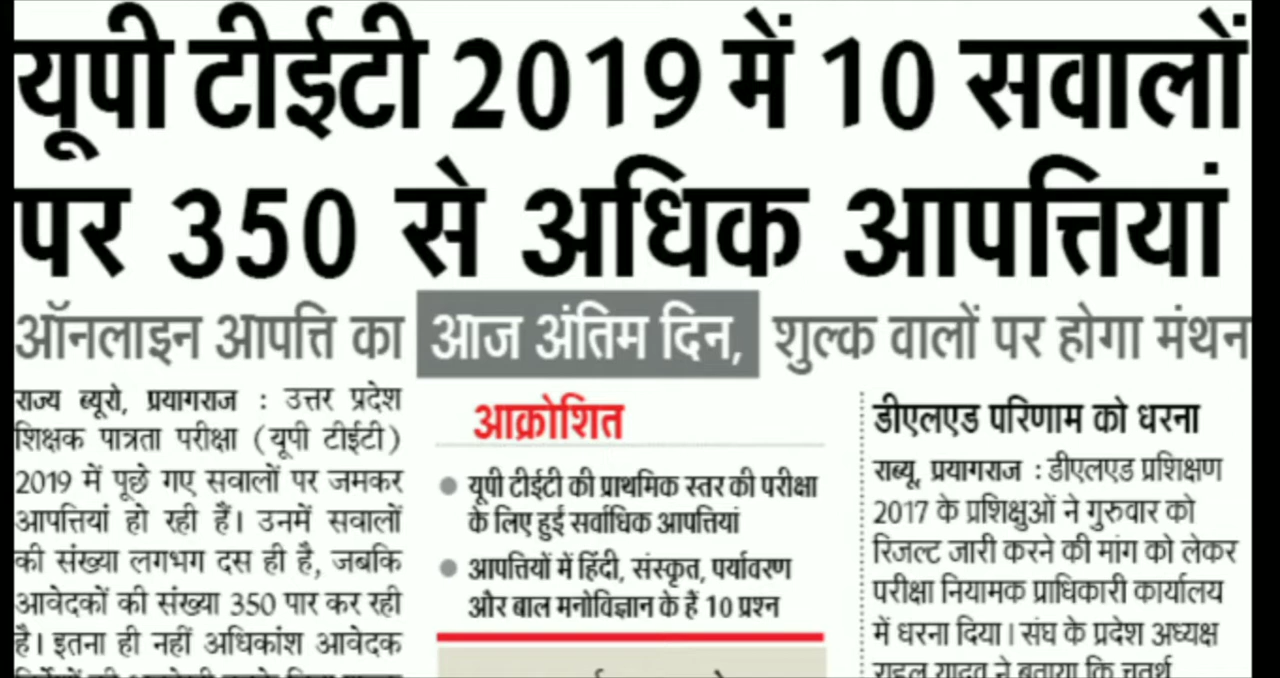 यूपी टीईटी 2019 में 10 सवालों
पर 350 से अधिक आपत्तियां
ऑनलाइन आपत्ति का आज अंतिम दिन, शुल्क वालों पर होगा मंथन
राज्य ब्यूरो, प्रयागराज : उत्तर प्रदेश
शिक्षक पात्रता परीक्षा (यूपी टीईटी)
2019 में पूछे गए सवालों पर जमकर
आपत्तियां हो रही हैं। उनमें सवालों
की संख्या लगभग दस ही है, जबकि
आवेदकों की संख्या 350 पार कर रही
है। इतना ही नहीं अधिकांश आवेदक
आक्रोशित
यूपी टीईटी की प्राथमिक स्तर की परीक्षा
के लिए हुई सर्वाधिक आपत्तियां
आपत्तियों में हिंदी, संस्कृत, पर्यावरण
और बाल मनोविज्ञान के हैं 10 प्रश्न
डीएलएड परिणाम को धरना
राब्यू, प्रयागराज : डीएलएड प्रशिक्षण
2017 के प्रशिक्षुओं ने गुरुवार को
रिजल्ट जारी करने की मांग को लेकर
परीक्षा नियामक प्राधिकारी कार्यालय
में धरना दिया। संघ के प्रदेश अध्यक्ष
राहुल यादव ने बताया कि चतुर्थ